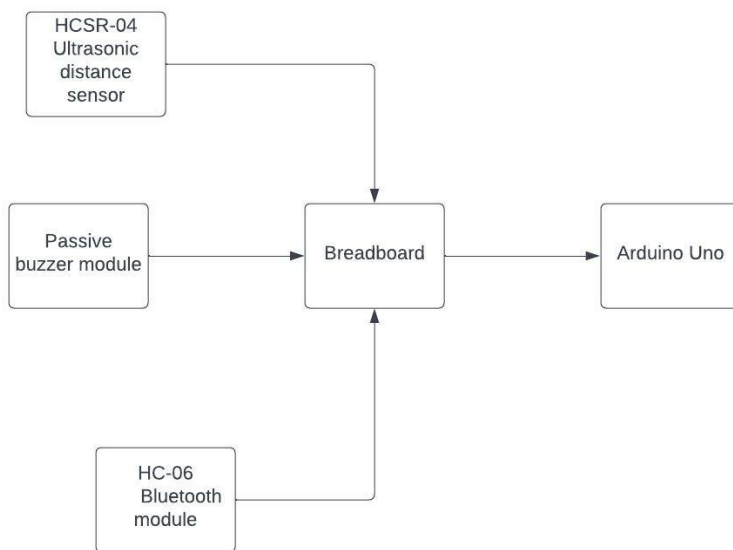 HCSR-04
Ultrasonic
distance
sensor
Passive
buzzer module
Breadboard
Arduino Uno
HC-06
Bluetooth
module